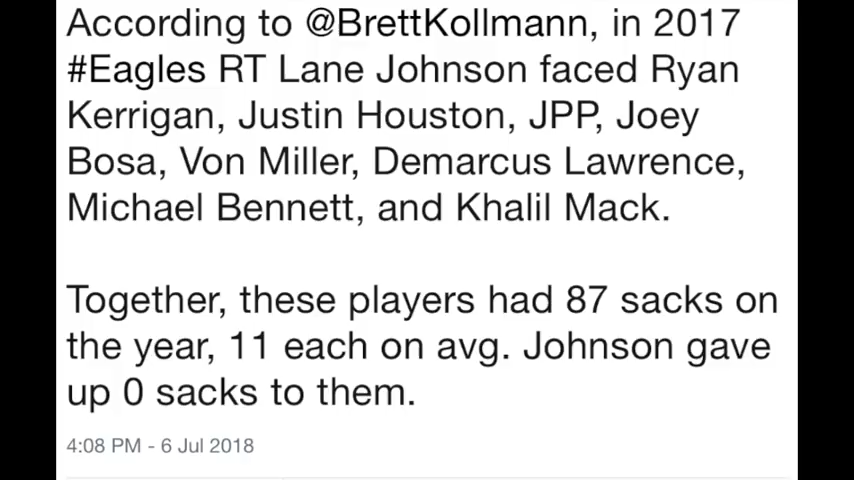 According to @BrettKollmann, in 2017
#Eagles RT Lane Johnson faced Ryan
Kerrigan, Justin Houston, JPP, Joey
Bosa, Von Miller, Demarcus Lawrence,
Michael Bennett, and Khalil Mack.
Together, these players had 87 sacks on
the year, 11 each on avg. Johnson gave
up 0 sacks to them.
4:08 PM - 6 Jul 2018